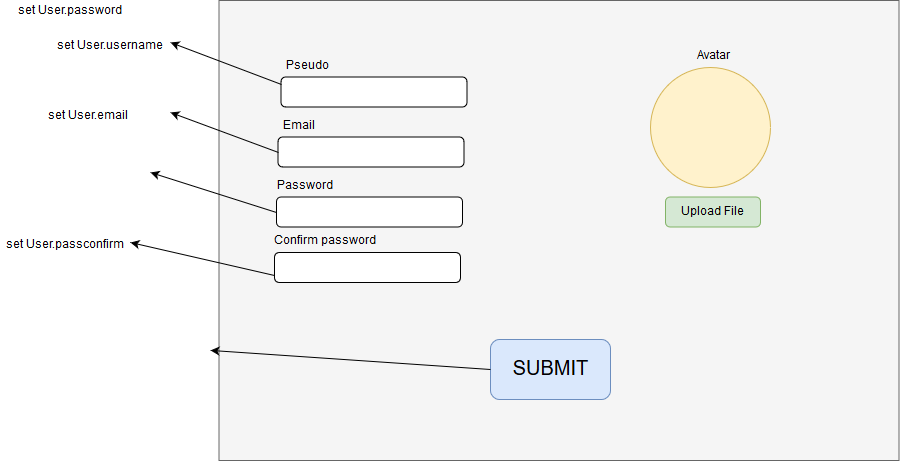 set User.password
set User.username
Pseudo
Avatar
set User.email
Email
Password
Upload File
set User.passconfirm
Confirm password
SUBMIT